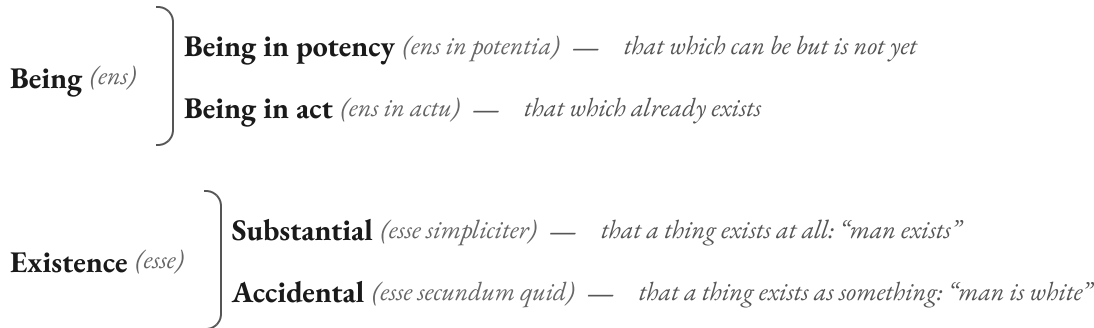 Being in potency (ens in potentia) — that which can be but is not yet
Being (ens)
Being in act (ens in actu) — that which already exists
Substantial (esse simpliciter) — that a thing exists at all: “man exists”
Existence (esse)
Accidental (esse secundum quid) — that a thing exists as something: “man is white”